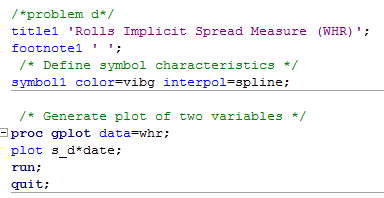 /*problem d*/
title1 'Rolls Implicit Spread Measure (WHR)';
footnote1 ' ';
/* Define symbol characteristics */
symbol1 color=vibg interpol=spline;
/* Generate plot of two variables */
proc gplot data=whr;
plot s_d*date;
run;
quit;